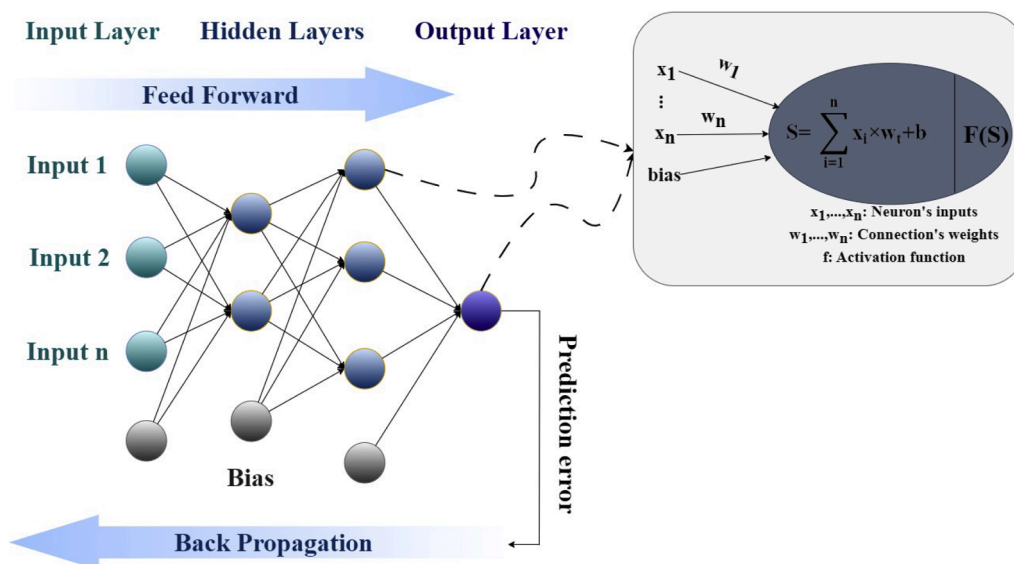 Input Layer Hidden Layers Output Layer
Feed Forward
Input 1
Input 2
Input n
Bias
Prediction error
Back Propagation
x1 w1
⋮
xn wn
bias
S= n ∑ i=1 xi×wt+b F(S)
x1,...,xn: Neuron's inputs
w1,...,wn: Connection's weights
f: Activation function